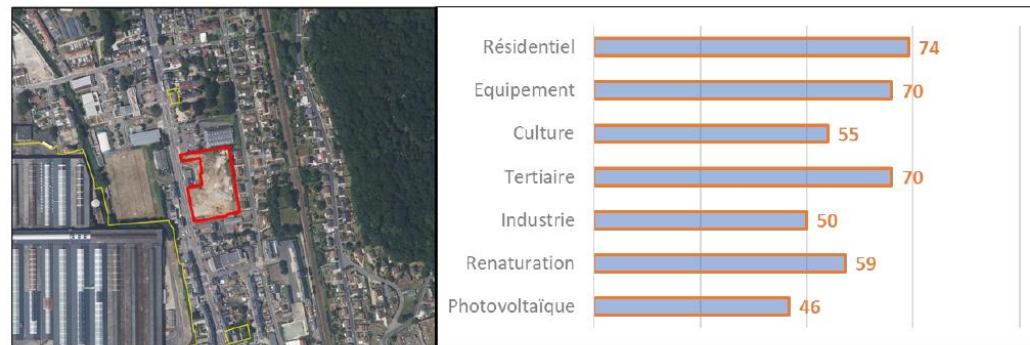 Résidentiel 74
Equipement 70
Culture 55
Tertiaire 70
Industrie 50
Renaturation 59
Photovoltaïque 46